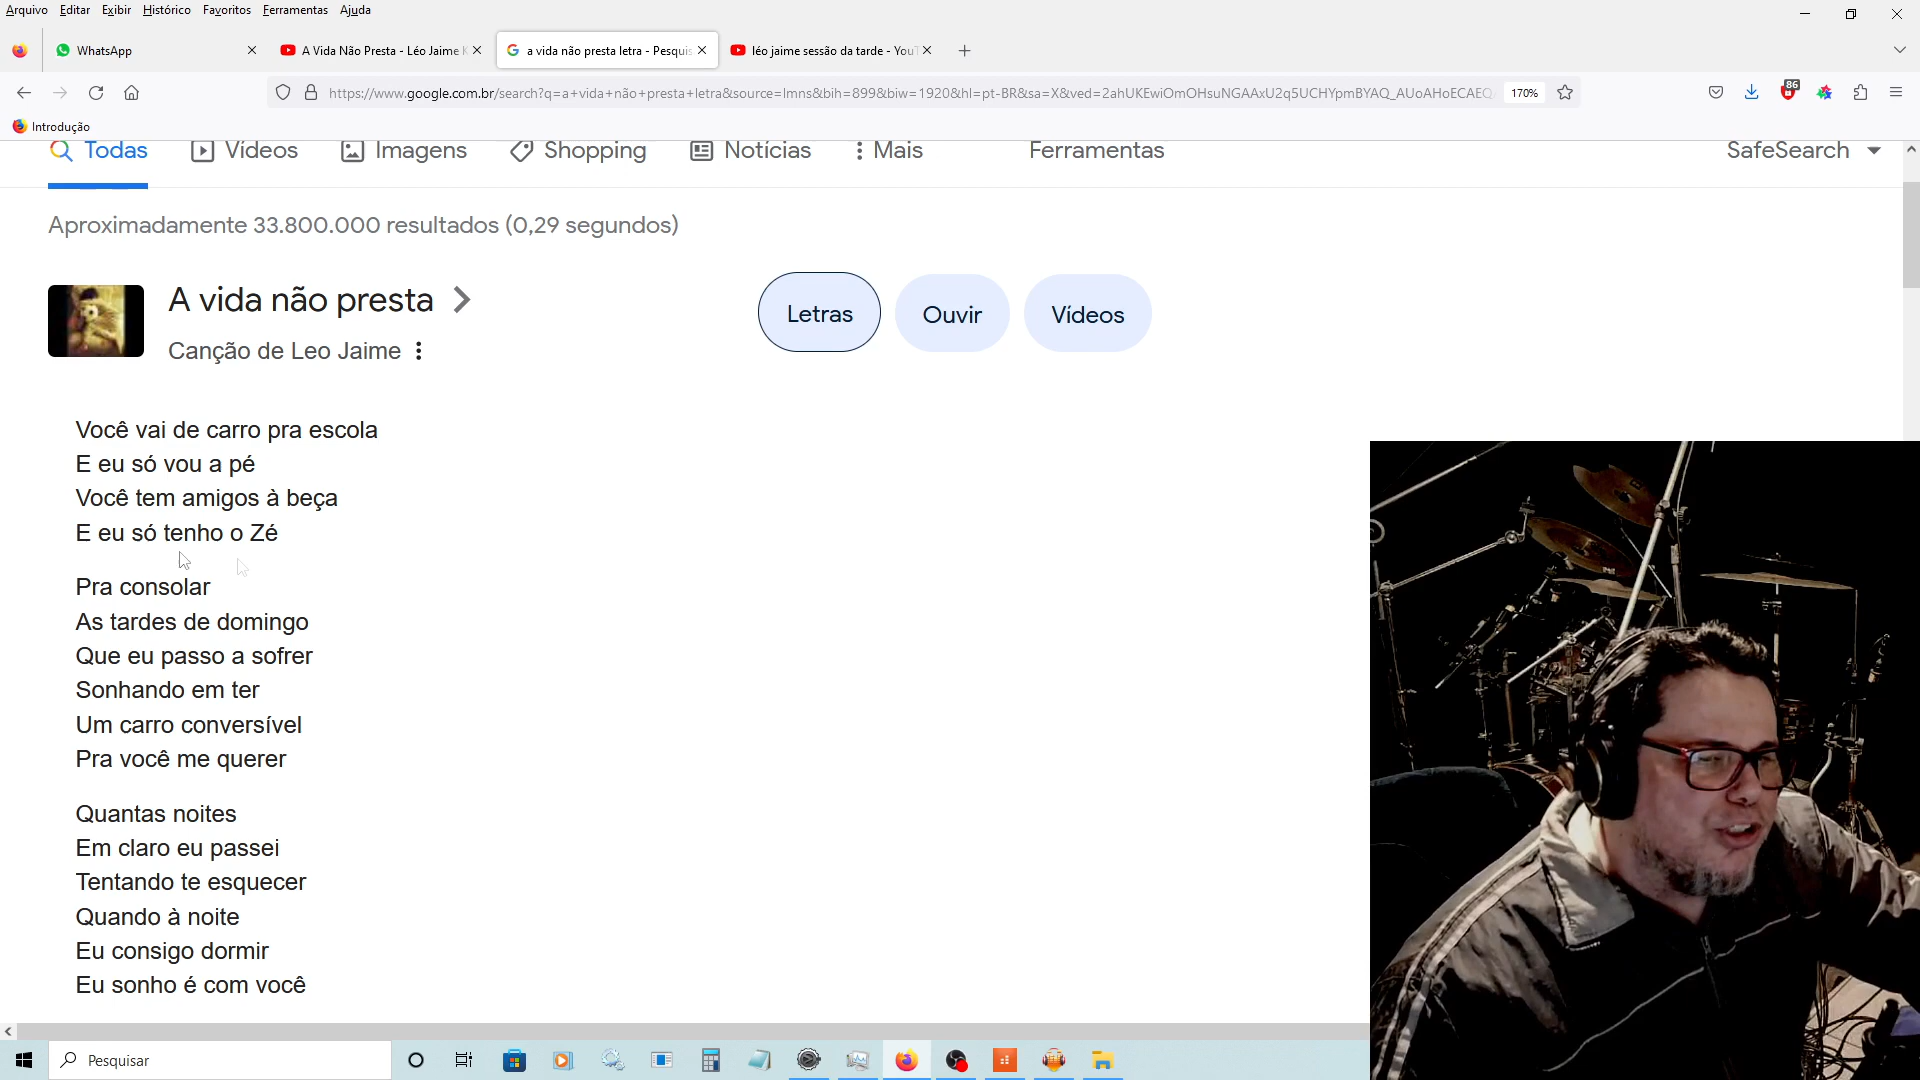 Arquivo Editar Exibir Histórico Favoritos Ferramentas Ajuda
WhatsApp
A Vida Não Presta - Léo Jaime
a vida não presta letra - Pesquis
léo jaime sessão da tarde - YouT
https://www.google.com.br/search?q=a+vida+não+presta+letra&source=lmns&bih=899&biw=1920&hl=pt-BR&sa=X&ved=2ahUKEwiOmOHsuNGAAxU2q5UCHYpmBYAQ_AUoAHoECAEQ
170%
86
Introdução
Todas Vídeos Imagens Shopping Notícias Mais Ferramentas SafeSearch
Aproximadamente 33.800.000 resultados (0,29 segundos)
A vida não presta
Canção de Leo Jaime
Letras Ouvir Vídeos
Você vai de carro pra escola
E eu só vou a pé
Você tem amigos à beça
E eu só tenho o Zé
Pra consolar
As tardes de domingo
Que eu passo a sofrer
Sonhando em ter
Um carro conversível
Pra você me querer
Quantas noites
Em claro eu passei
Tentando te esquecer
Quando à noite
Eu consigo dormir
Eu sonho é com você
Pesquisar